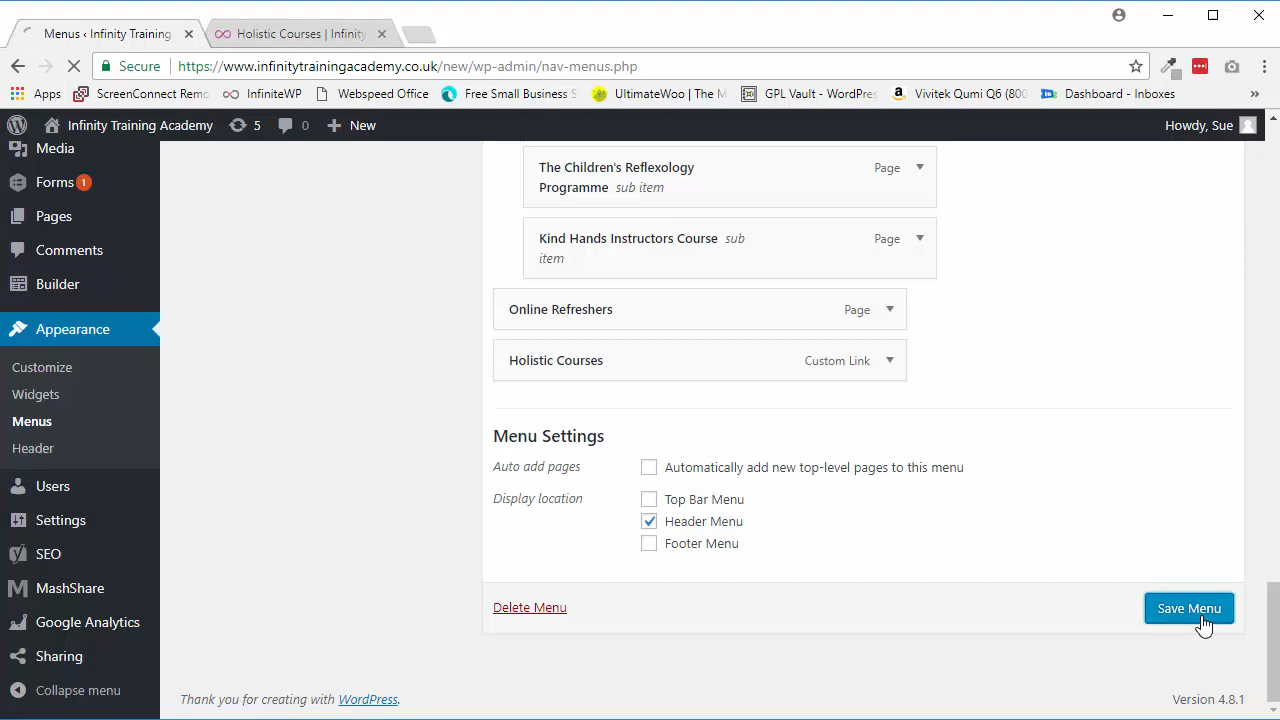 Menus ‹ Infinity Training
Holistic Courses | Infinity
Secure https://www.infinitytrainingacademy.co.uk/new/wp-admin/nav-menus.php
Apps ScreenConnect Remo InfiniteWP Webspeed Office Free Small Business S UltimateWoo | The M GPL Vault - WordPres Vivitek Qumi Q6 (800 Dashboard - Inboxes »
Infinity Training Academy 5 0 New Howdy, Sue
Media
Forms 1
Pages
Comments
Builder
Appearance
Customize
Widgets
Menus
Header
Users
Settings
SEO
MashShare
Google Analytics
Sharing
Collapse menu
The Children's Reflexology Page
Programme sub item
Kind Hands Instructors Course sub Page
item
Online Refreshers Page
Holistic Courses Custom Link
Menu Settings
Auto add pages Automatically add new top-level pages to this menu
Display location Top Bar Menu
Header Menu
Footer Menu
Delete Menu Save Menu
Thank you for creating with WordPress. Version 4.8.1